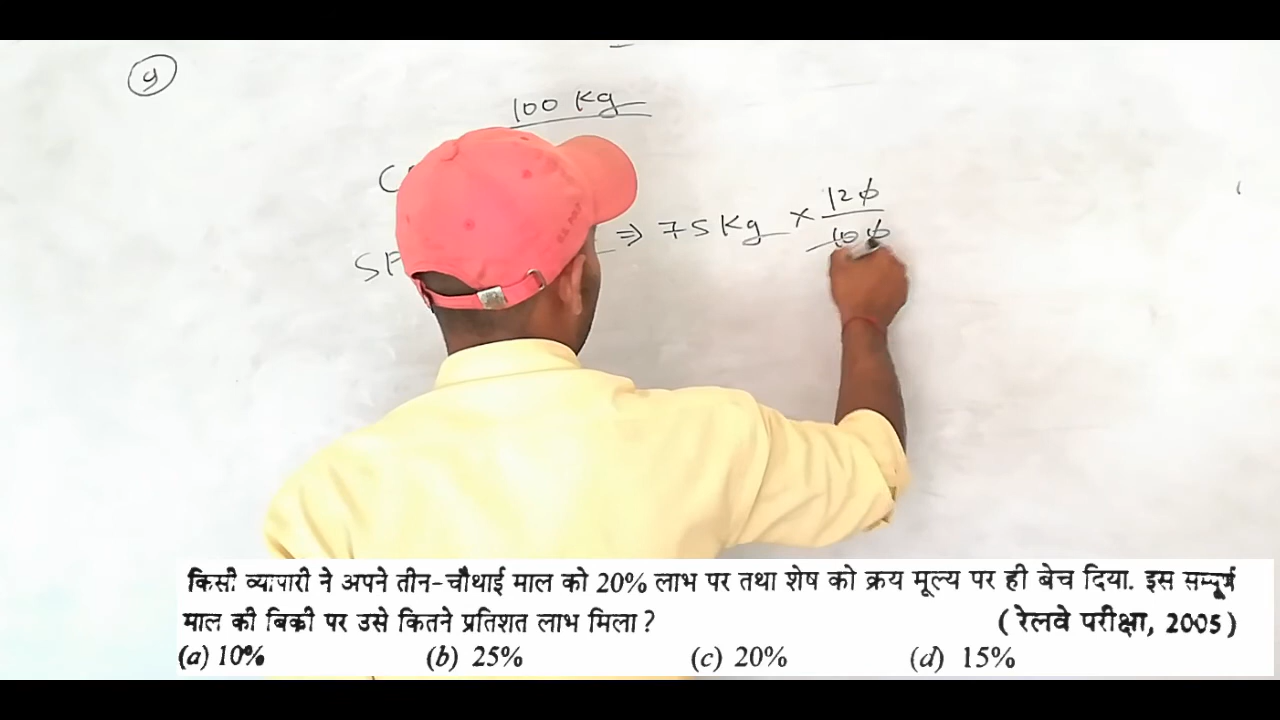 9
100 Kg
C
120
SP ⇒ 75 Kg × 100
किसी व्यापारी ने अपने तीन-चौथाई माल को 20% लाभ पर तथा शेष को क्रय मूल्य पर ही बेच दिया. इस सम्पूर्ण
माल की बिक्री पर उसे कितने प्रतिशत लाभ मिला ? ( रेलवे परीक्षा, 2005 )
(a) 10% (b) 25% (c) 20% (d) 15%